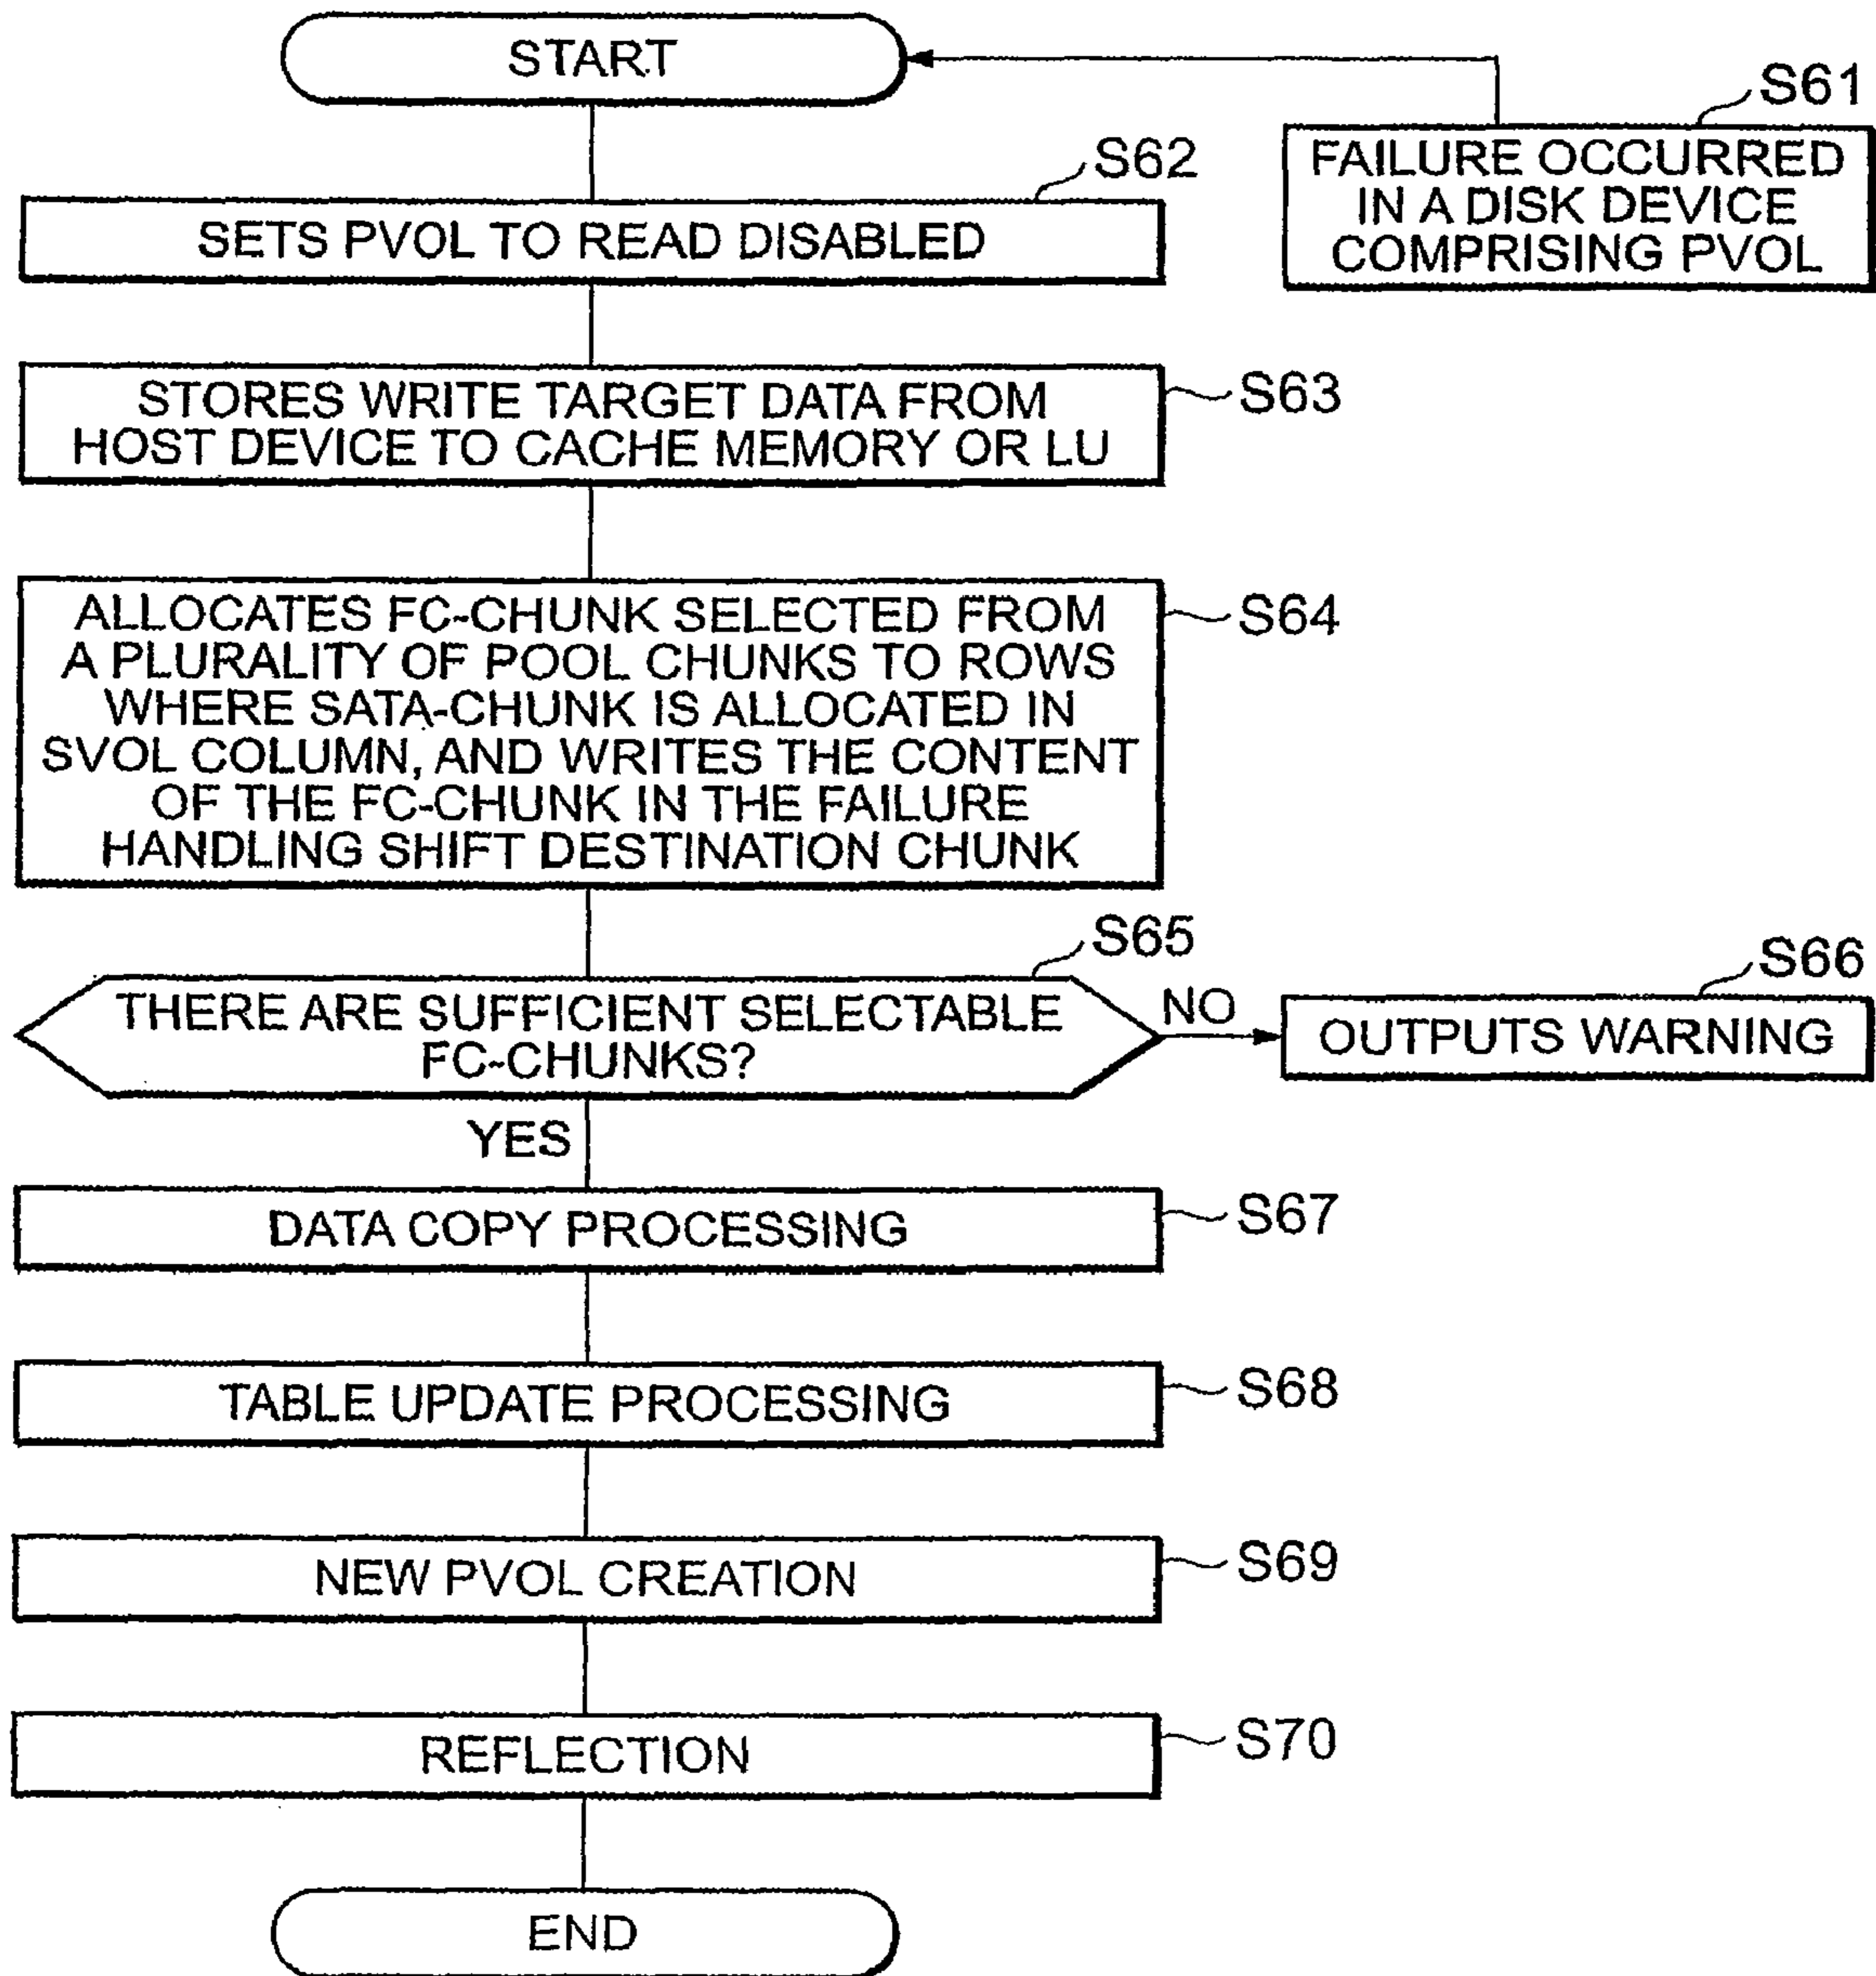 START
S61
FAILURE OCCURRED
IN A DISK DEVICE
COMPRISING PVOL
S62
SETS PVOL TO READ DISABLED
STORES WRITE TARGET DATA FROM
HOST DEVICE TO CACHE MEMORY OR LU
S63
ALLOCATES FC-CHUNK SELECTED FROM
A PLURALITY OF POOL CHUNKS TO ROWS
WHERE SATA-CHUNK IS ALLOCATED IN
SVOL COLUMN, AND WRITES THE CONTENT
OF THE FC-CHUNK IN THE FAILURE
HANDLING SHIFT DESTINATION CHUNK
S64
S65
THERE ARE SUFFICIENT SELECTABLE
FC-CHUNKS?
NO
S66
OUTPUTS WARNING
YES
DATA COPY PROCESSING
S67
TABLE UPDATE PROCESSING
S68
NEW PVOL CREATION
S69
REFLECTION
S70
END